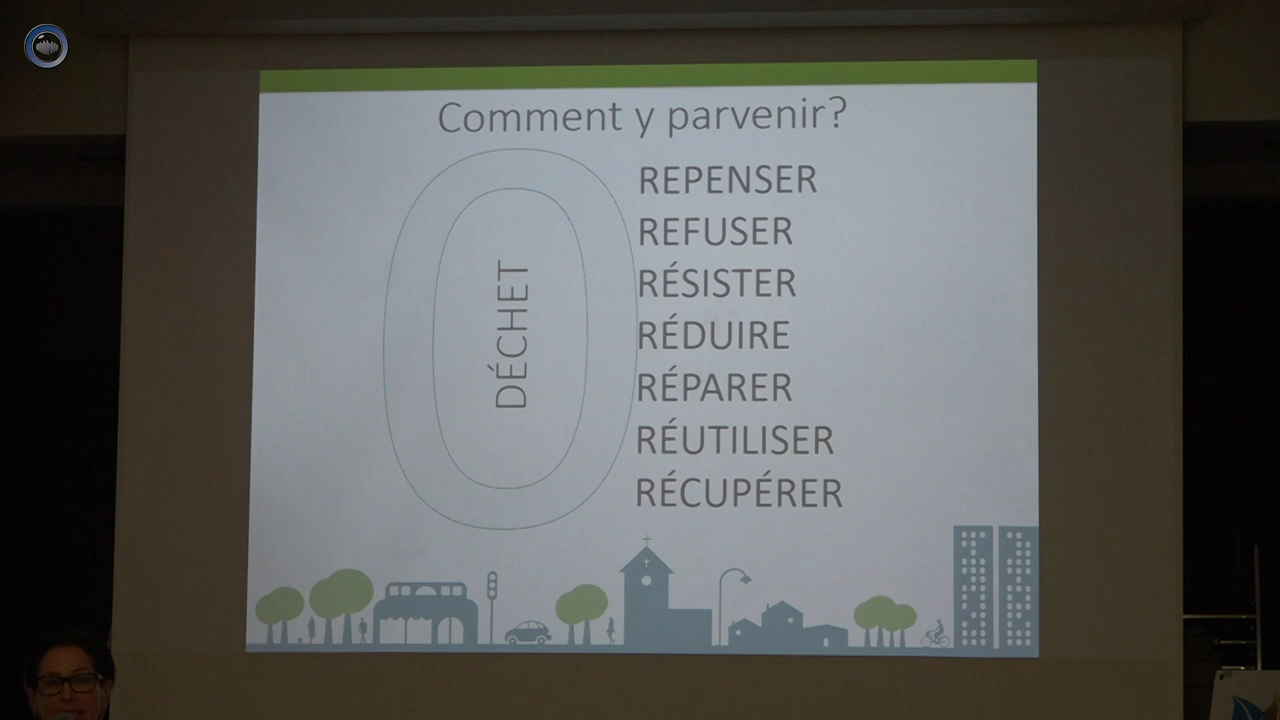 Comment y parvenir?
DÉCHET
REPENSER
REFUSER
RÉSISTER
RÉDUIRE
RÉPARER
RÉUTILISER
RÉCUPÉRER